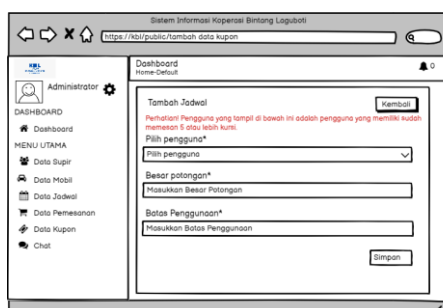 Sistem Informasi Koperasi Bintang Laguboti
https://kbl/public/tambah data kupon
KBL
Administrator
DASHBOARD
Dashboard
MENU UTAMA
Data Supir
Data Mobil
Data Jadwal
Data Pemesanan
Data Kupon
Chat
Dashboard
Home-Default
0
Tambah Jadwal
Kembali
Perhatian! Pengguna yang tampil di bawah ini adalah pengguna yang memiliki sudah
memesan 5 atau lebih kursi.
Pilih pengguna*
Pilih pengguna
Besar potongan*
Masukkan Besar Potongan
Batas Penggunaan*
Masukkan Batas Penggunaan
Simpan